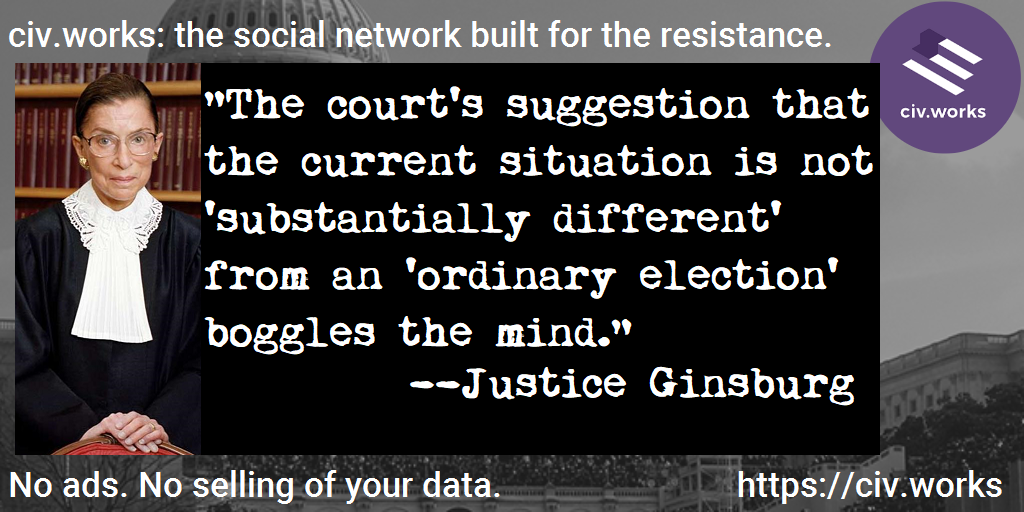 civ.works: the social network built for the resistance.
civ.works
"The court's suggestion that
the current situation is not
'substantially different'
from an 'ordinary election'
boggles the mind."
--Justice Ginsburg
No ads. No selling of your data.
https://civ.works